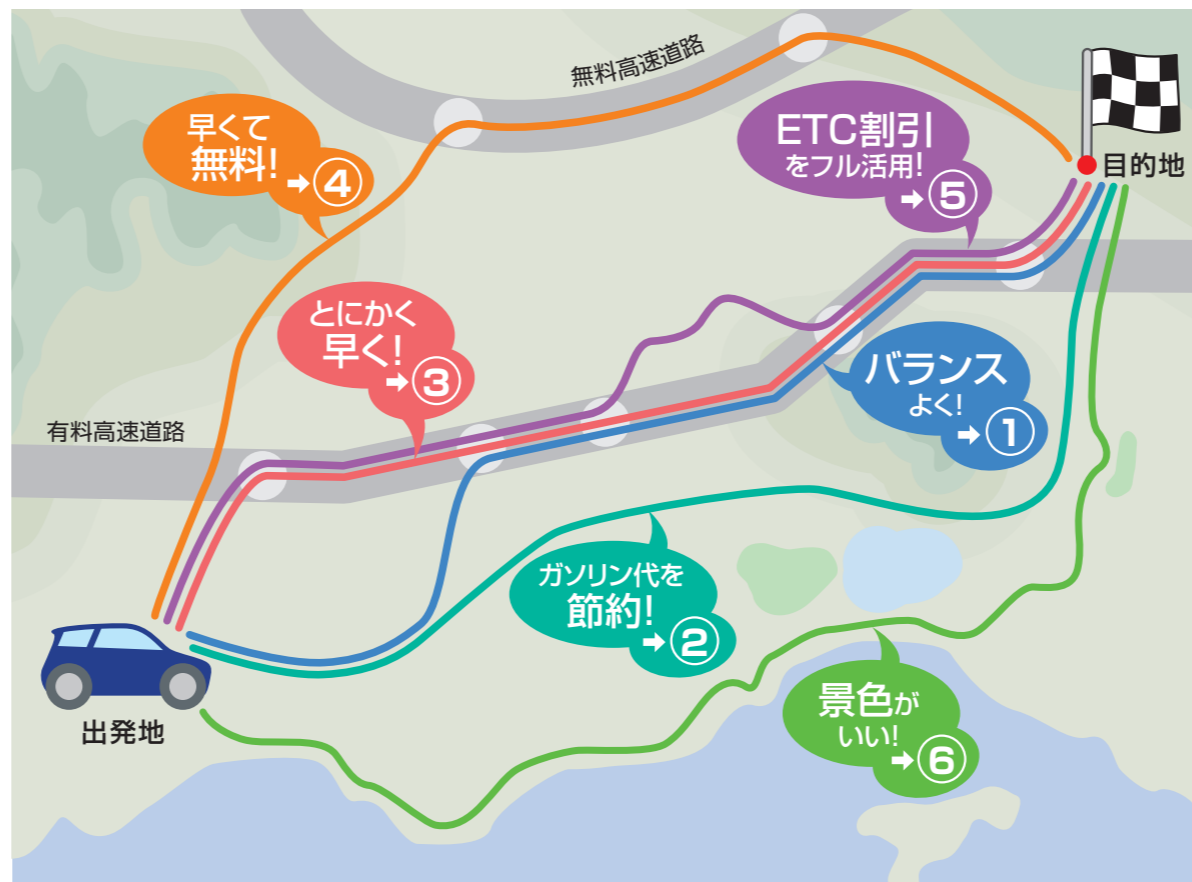 無料高速道路
早くて
無料!
➡④
ETC割引
をフル活用!
➡⑤
目的地
とにかく
早く!
➡③
バランス
よく!
➡①
有料高速道路
ガソリン代を
節約!
➡②
景色が
いい!
➡⑥
出発地